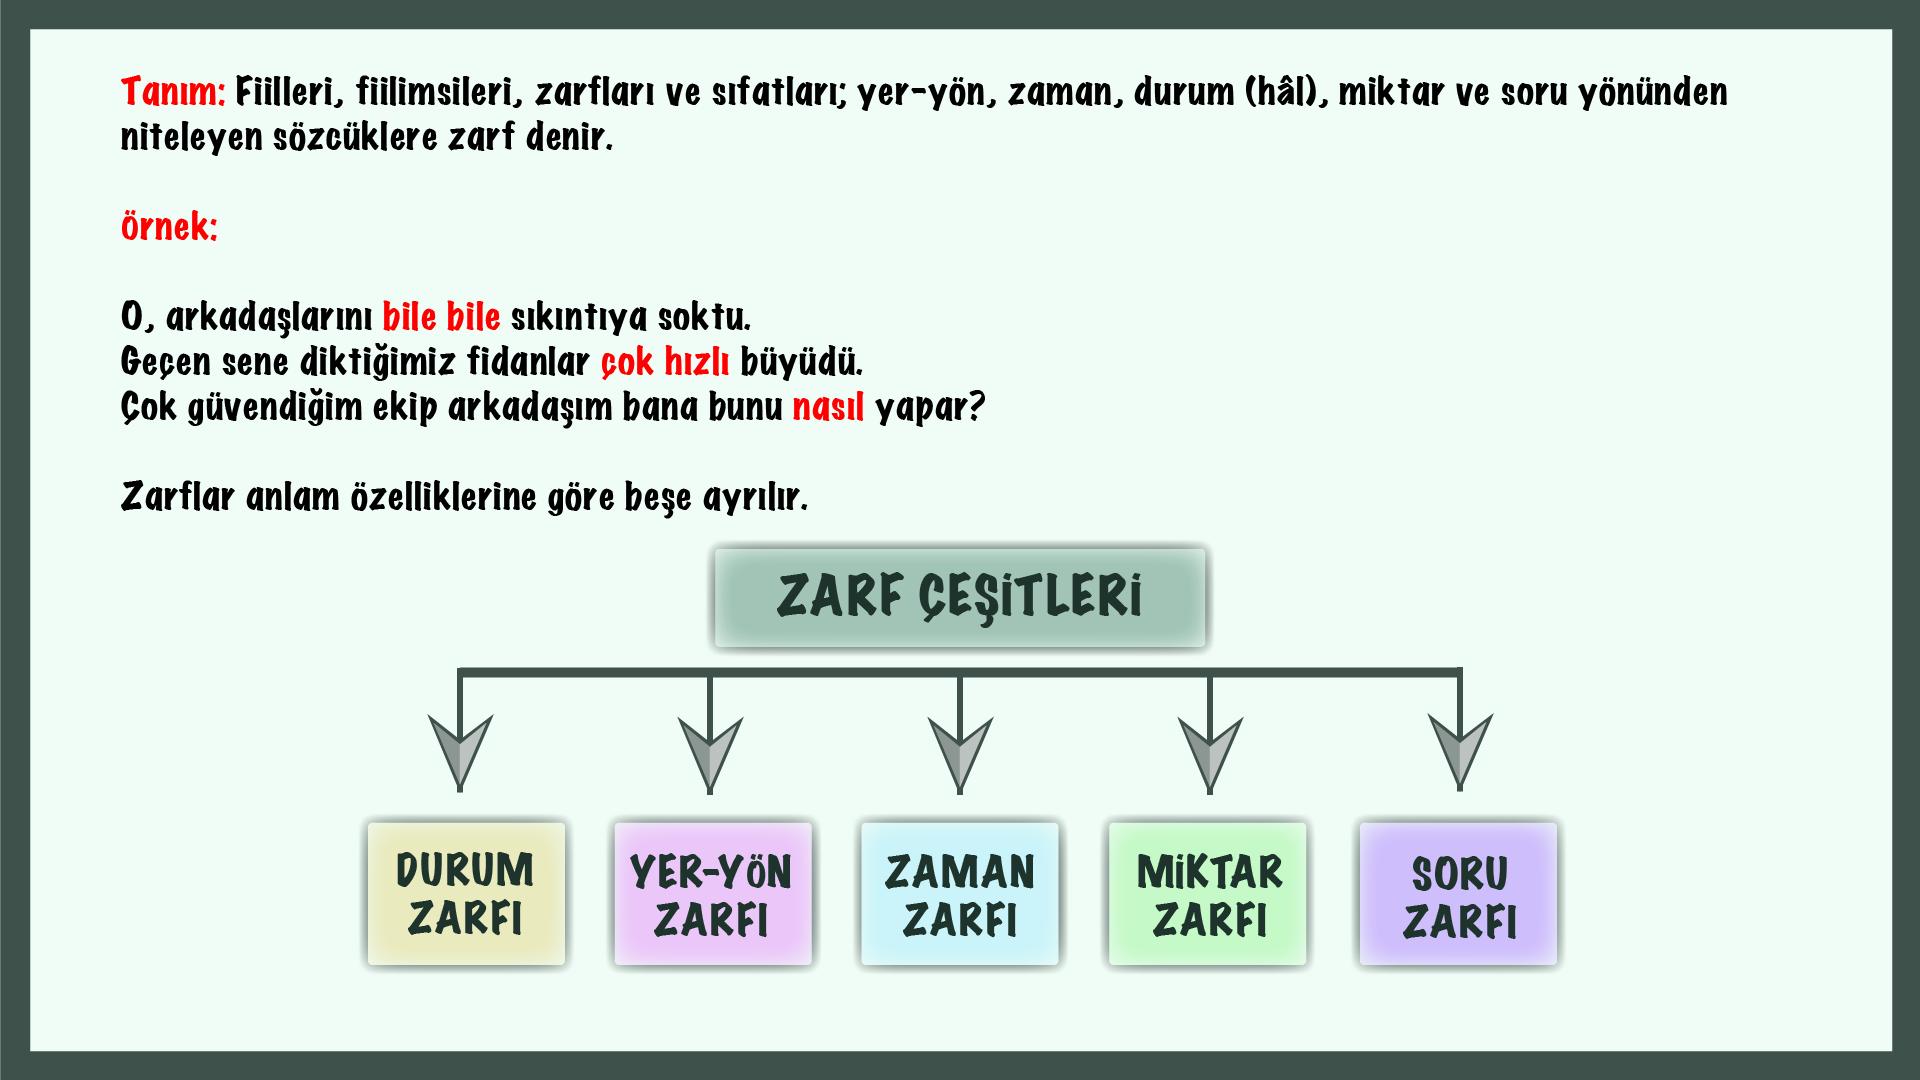 Tanım: Fiilleri, fiilimsileri, zarfları ve sıfatları; yer-yön, zaman, durum (hâl), miktar ve soru yönünden
niteleyen sözcüklere zarf denir.
örnek:
O, arkadaşlarını bile bile sıkıntıya soktu.
Geçen sene diktiğimiz fidanlar çok hızlı büyüdü.
Çok güvendiğim ekip arkadaşım bana bunu nasıl yapar?
Zarflar anlam özelliklerine göre beşe ayrılır.
ZARF ÇEŞİTLERİ
DURUM
ZARFI
YER-YÖN
ZARFI
ZAMAN
ZARFI
MİKTAR
ZARFI
SORU
ZARFI